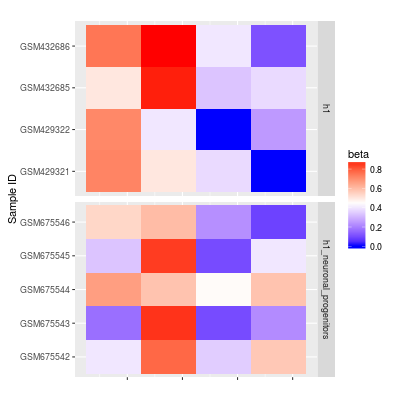 Sample ID
GSM432686
GSM432685
GSM429322
GSM429321
h1
GSM675546
GSM675545
GSM675544
GSM675543
GSM675542
h1_neuronal_progenitors
beta
0.8
0.6
0.4
0.2
0.0